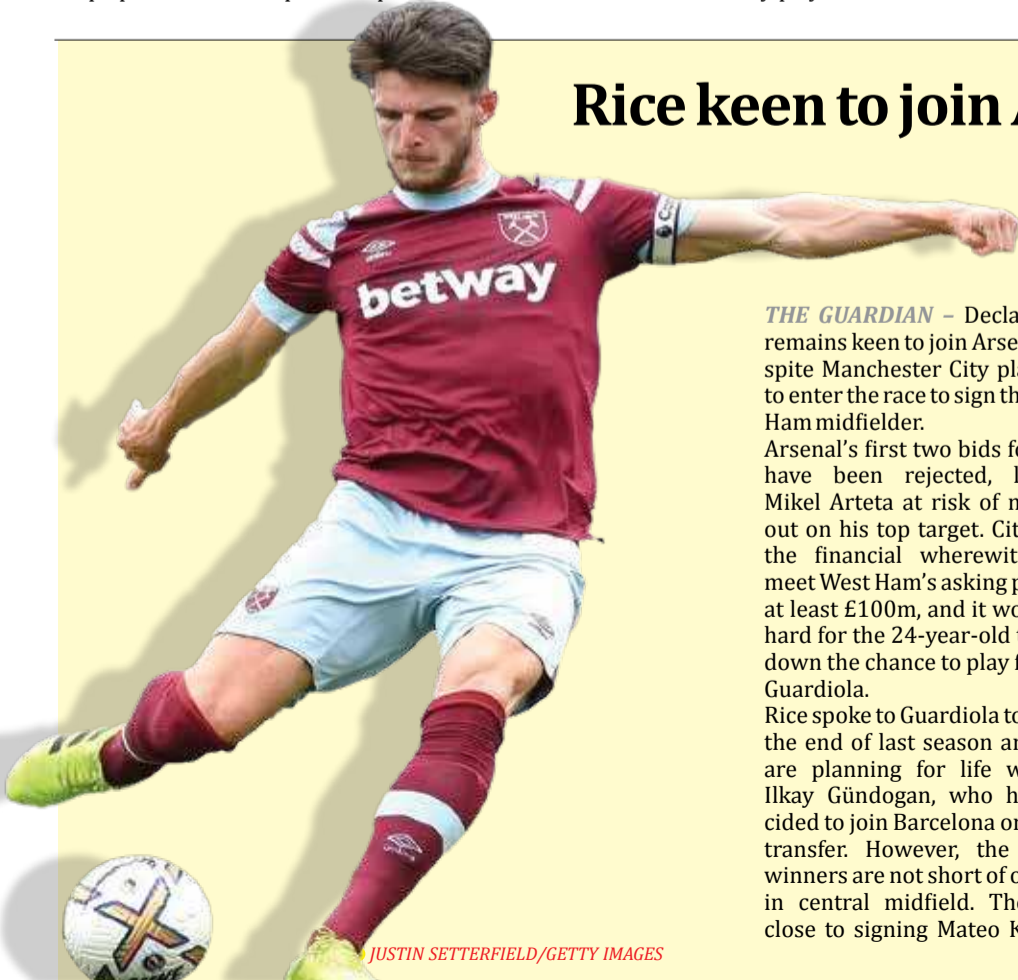 Rice keen to join
betway
THE GUARDIAN – Decla
remains keen to join Arse
spite Manchester City pla
to enter the race to sign th
Ham midfielder.
Arsenal's first two bids f
have been rejected, l
Mikel Arteta at risk of
out on his top target. Cit
the financial wherewit
meet West Ham's asking p
at least £100m, and it wo
hard for the 24-year-old
down the chance to play f
Guardiola.
Rice spoke to Guardiola to
the end of last season a
are planning for life w
Ilkay Gündogan, who h
cided to join Barcelona o
transfer. However, the
winners are not short of
in central midfield. The
close to signing Mateo K
JUSTIN SETTERFIELD/GETTY IMAGES